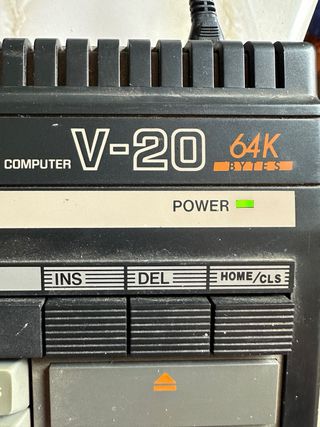 COMPUTER V-20 64K
BYTES
POWER
INS DEL HOME/CLS